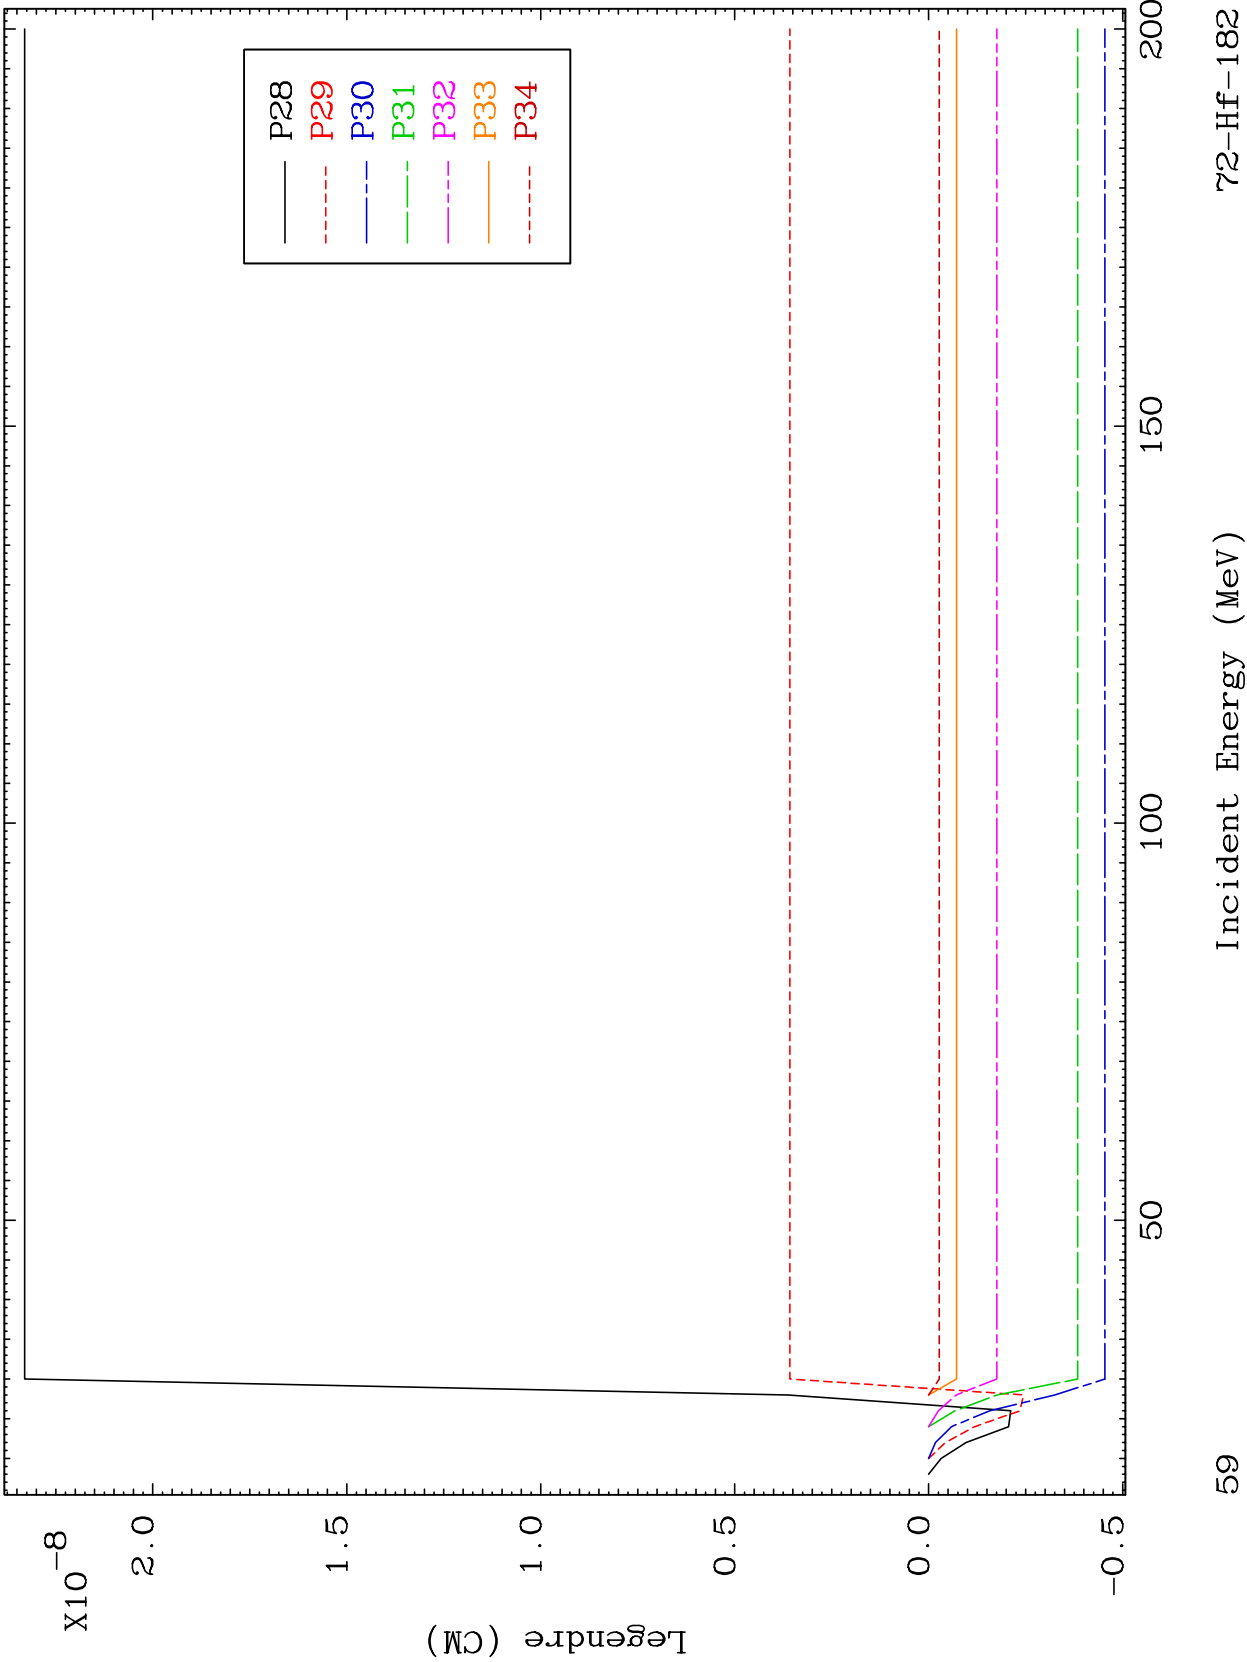 X10-8
2.0
1.5
1.0
0.5
0.0
-0.5
Legendre (CM)
P28
P29
P30
P31
P32
P33
P34
50
100
150
200
59
Incident Energy (MeV)
72-Hf-182